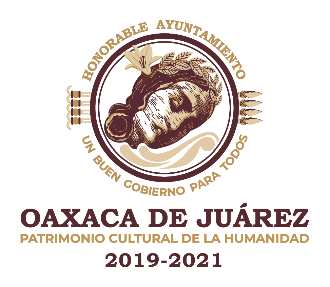 HONORABLE AYUNTAMIENTO
UN BUEN GOBIERNO PARA TODOS
OAXACA DE JUÁREZ
PATRIMONIO CULTURAL DE LA HUMANIDAD
2019-2021